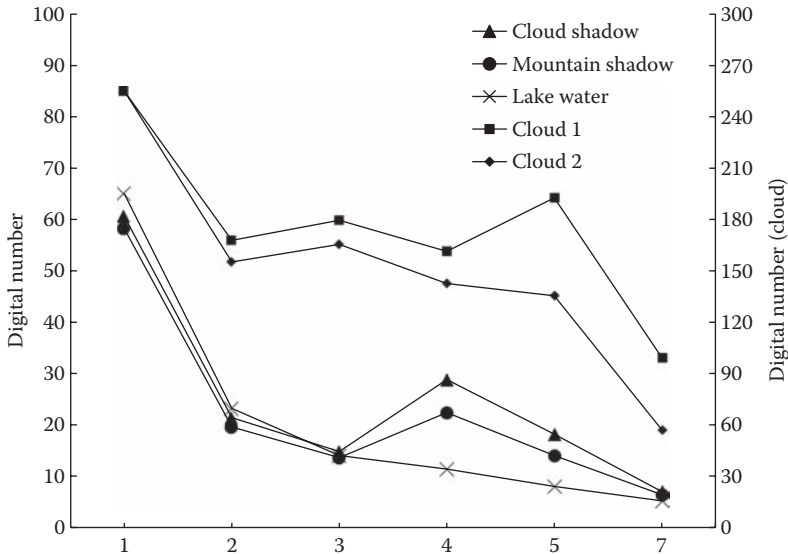 100
90
80
70
60
50
40
30
20
10
0
Digital number
Cloud shadow
Mountain shadow
Lake water
Cloud 1
Cloud 2
300
270
240
210
180
150
120
90
60
30
0
Digital number (cloud)
1 2 3 4 5 7